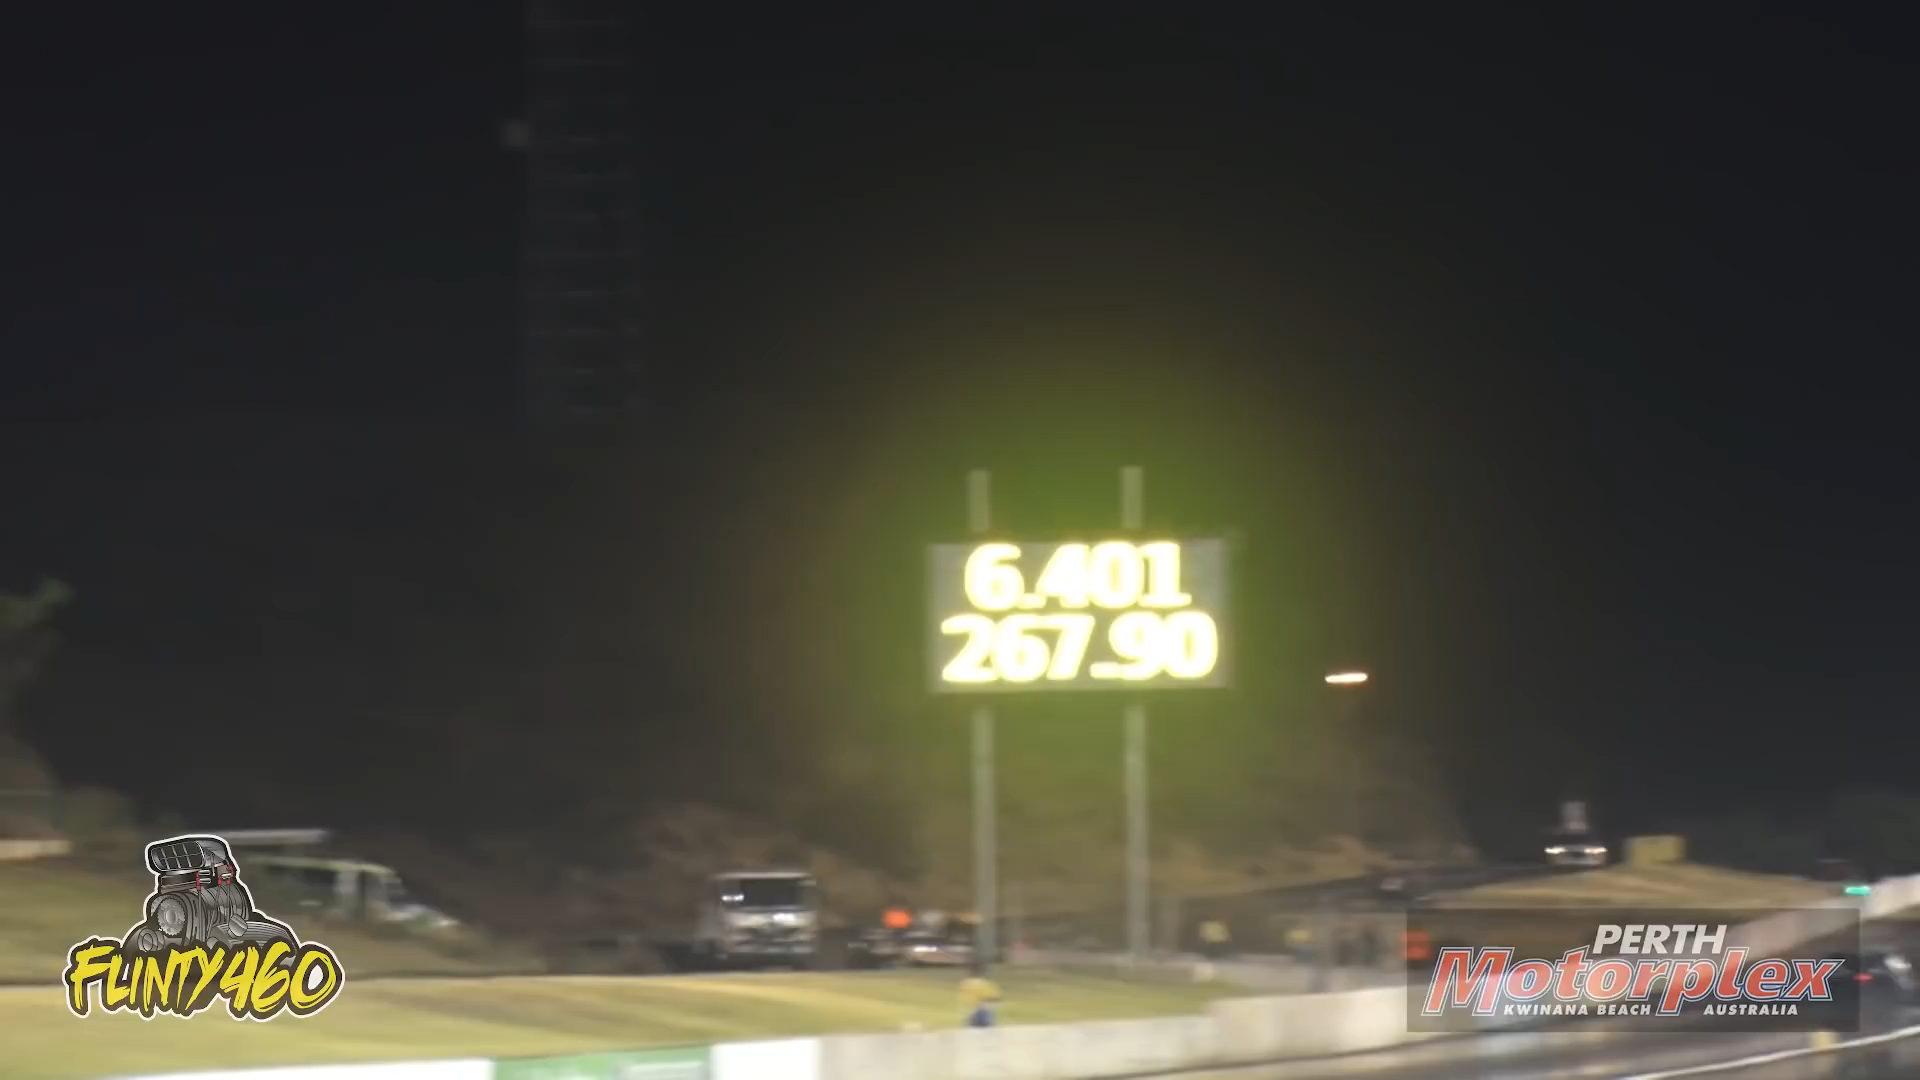 6.401
267.90
FLINTY460
PERTH
Motorplex
KWINANA BEACH AUSTRALIA